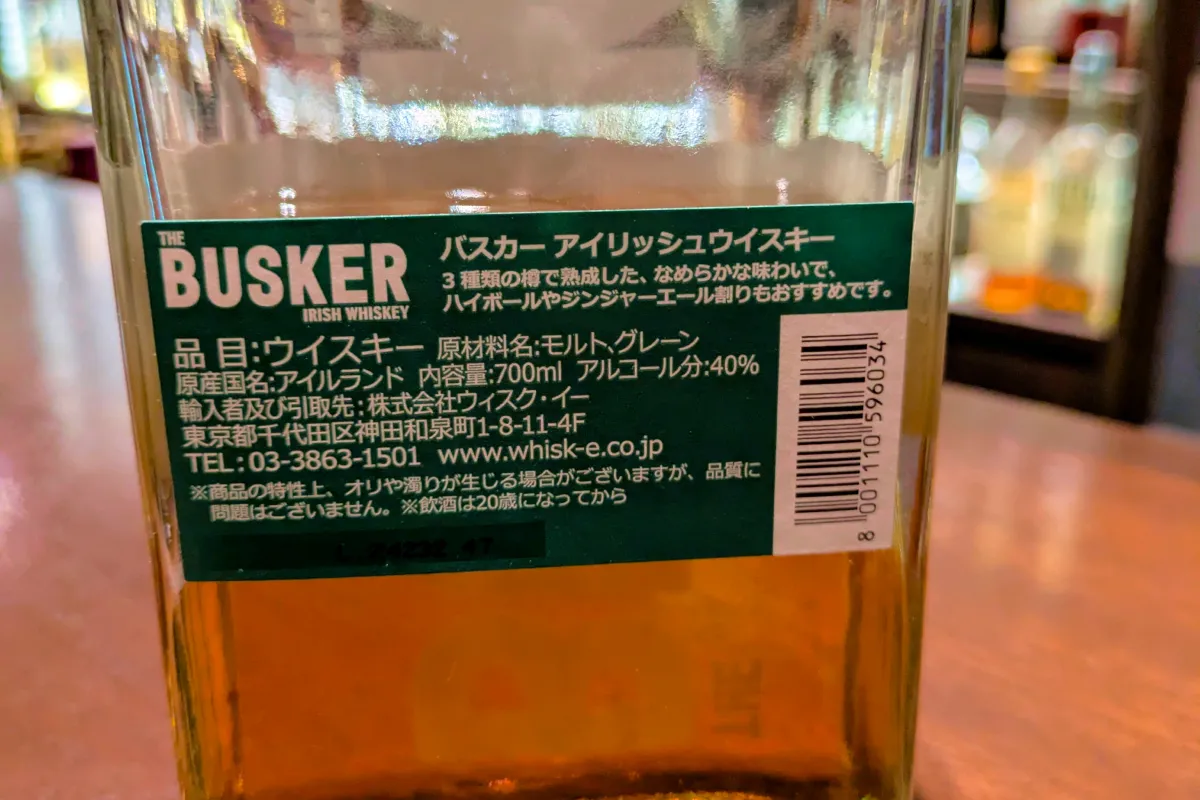 THE
BUSKER
IRISH WHISKEY
バスカー アイリッシュウイスキー
3種類の樽で熟成した、なめらかな味わいで、
ハイボールやジンジャーエール割りもおすすめです。
品 目:ウイスキー 原材料名:モルト、グレーン
原産国名:アイルランド 内容量:700ml アルコール分:40%
輸入者及び引取先:株式会社ウィスク・イー
東京都千代田区神田和泉町1-8-11-4F
TEL:03-3863-1501 www.whisk-e.co.jp
※商品の特性上、オリや濁りが生じる場合がございますが、品質に
問題はございません。※飲酒は20歳になってから
8 001110 596034
THE